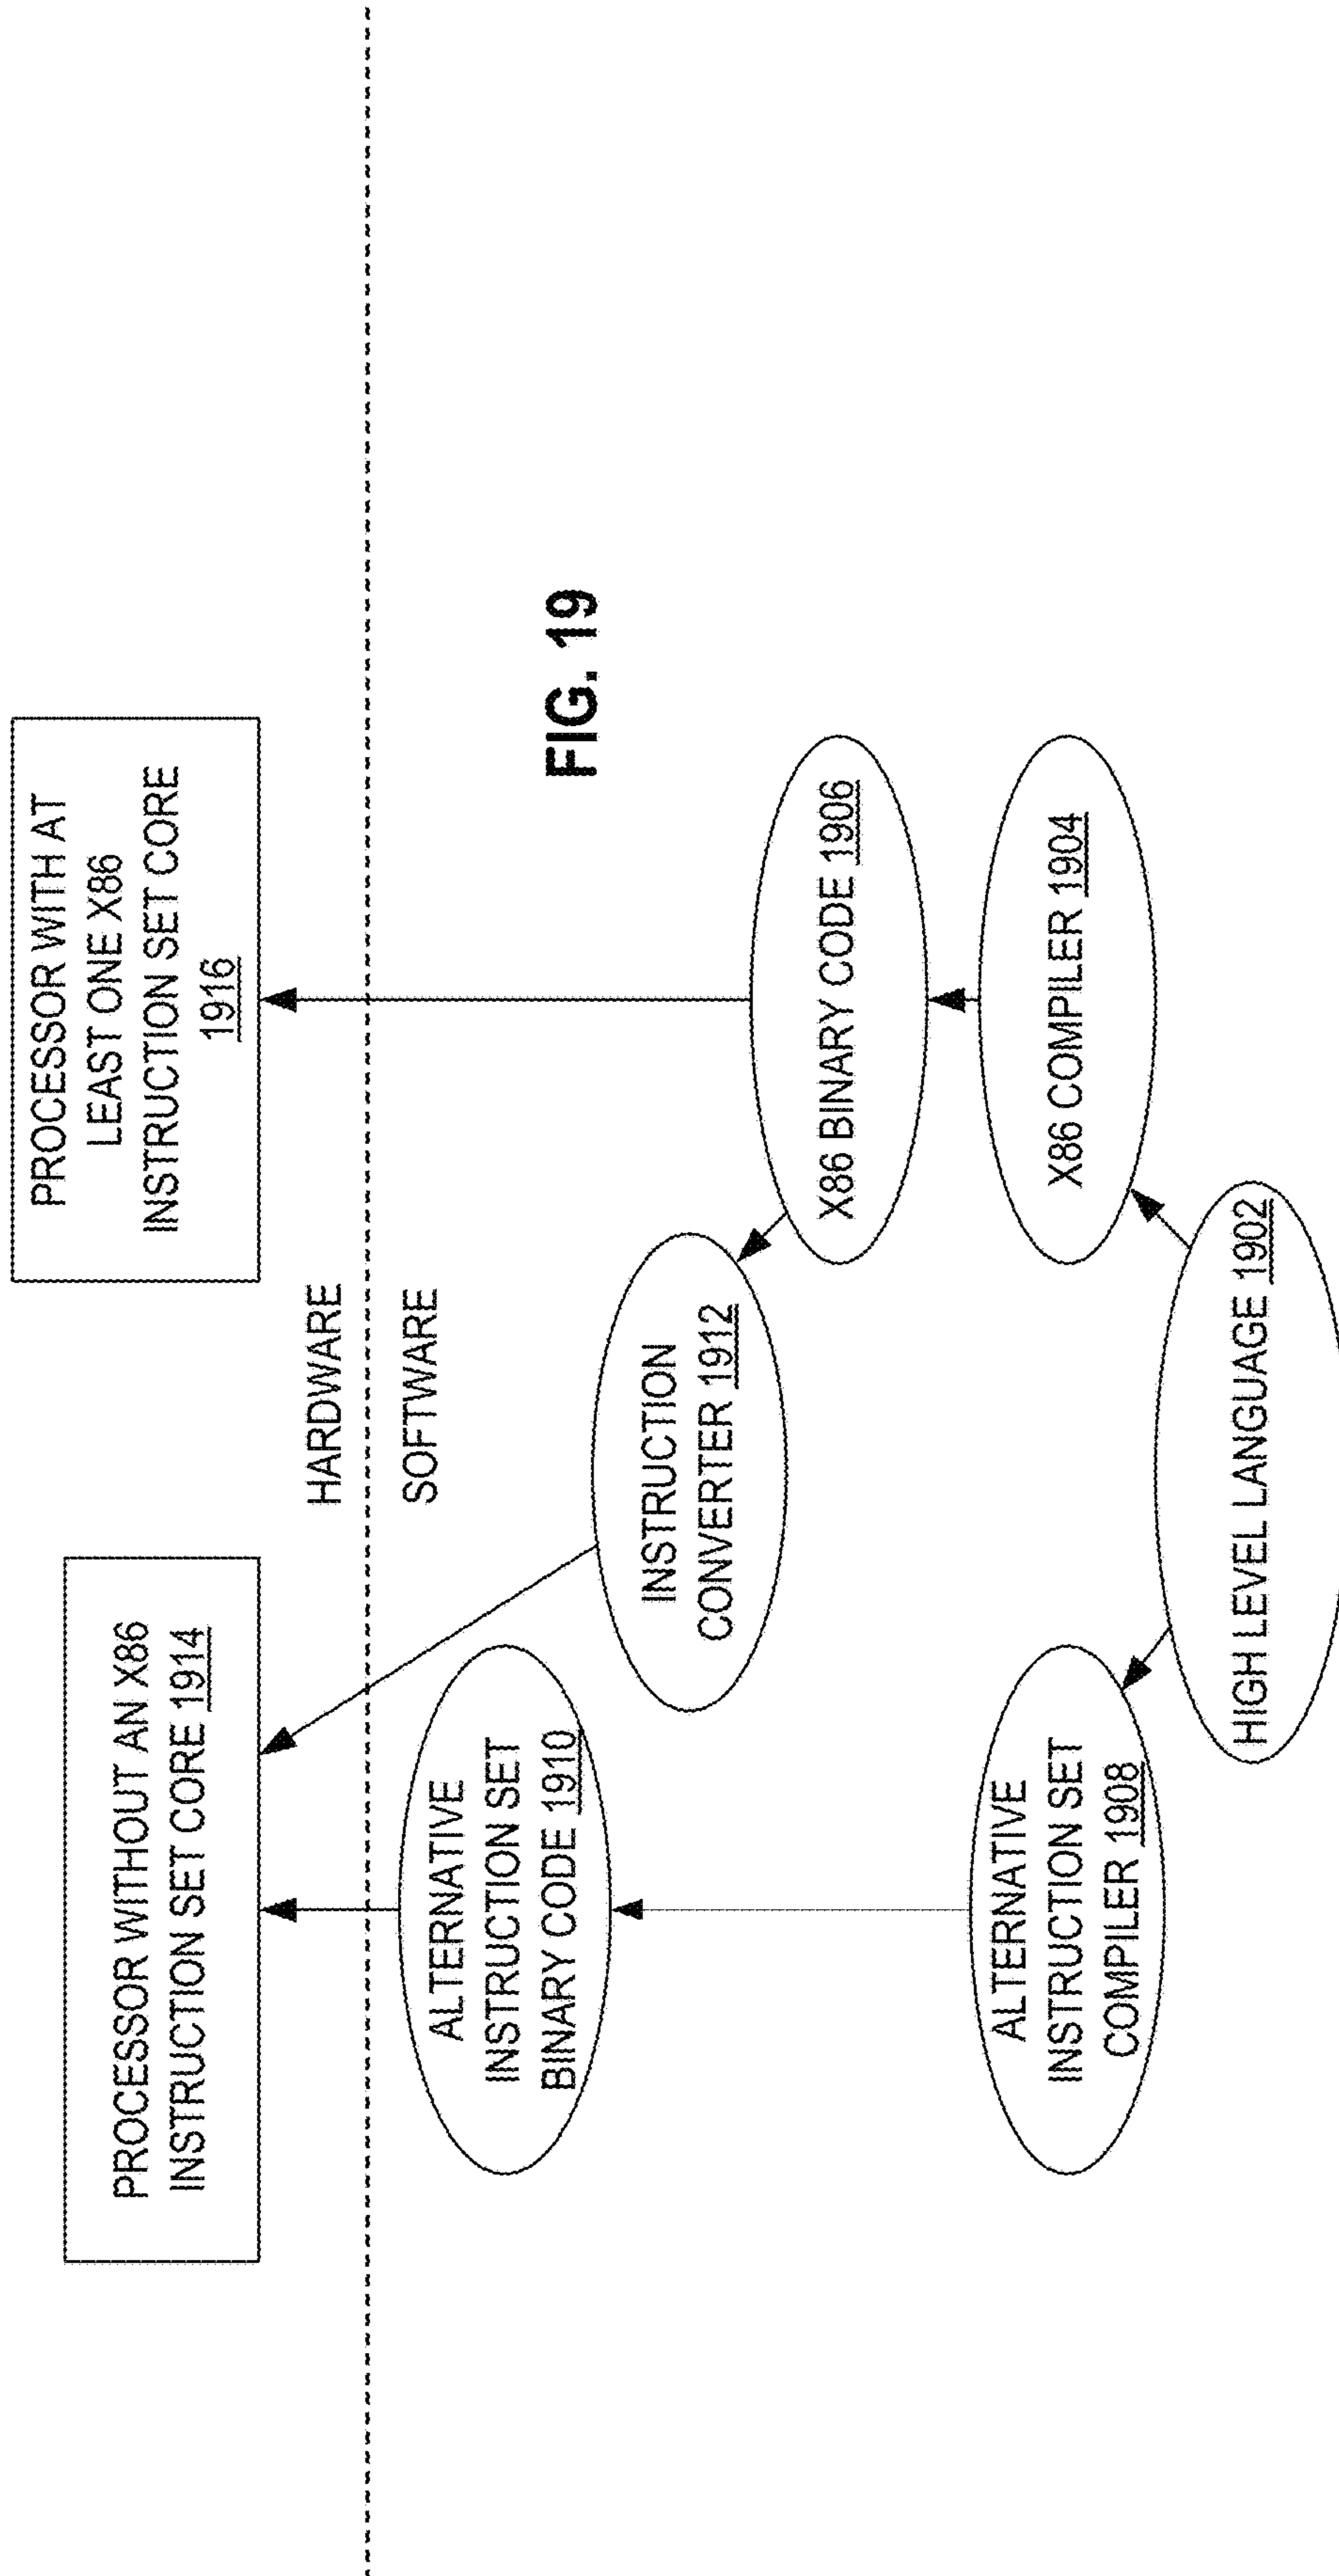 PROCESSOR WITHOUT AN X86
INSTRUCTION SET CORE 1914
PROCESSOR WITH AT
LEAST ONE X86
INSTRUCTION SET CORE
1916
HARDWARE
SOFTWARE
ALTERNATIVE
INSTRUCTION SET
BINARY CODE 1910
INSTRUCTION
CONVERTER 1912
FIG. 19
X86 BINARY CODE 1906
ALTERNATIVE
INSTRUCTION SET
COMPILER 1908
X86 COMPILER 1904
HIGH LEVEL LANGUAGE 1902